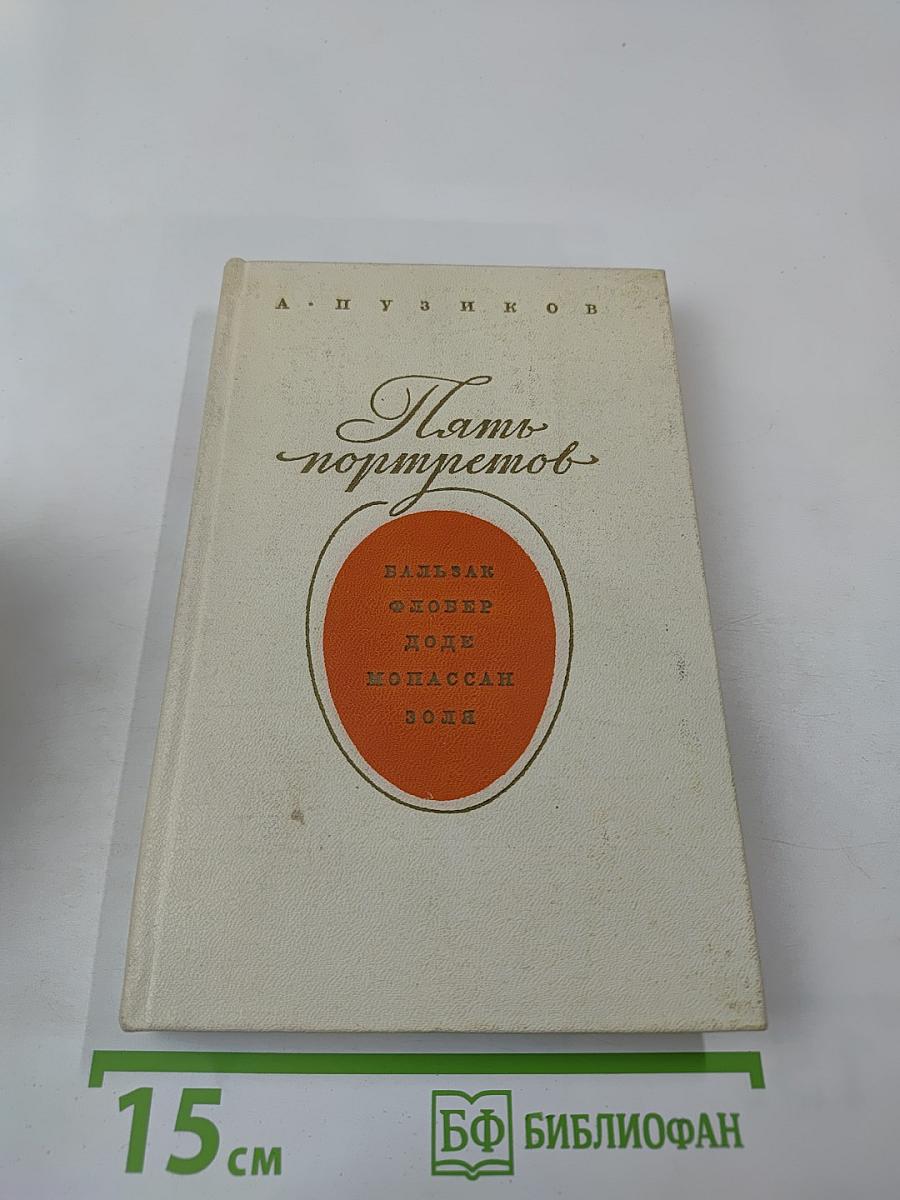 А · ПУЗИКОВ
Пять
портретов
БАЛЬЗАК
ФЛОБЕР
ДОДЕ
МОПАССАН
ЗОЛЯ
15 см
БФ БИБЛИОФАН